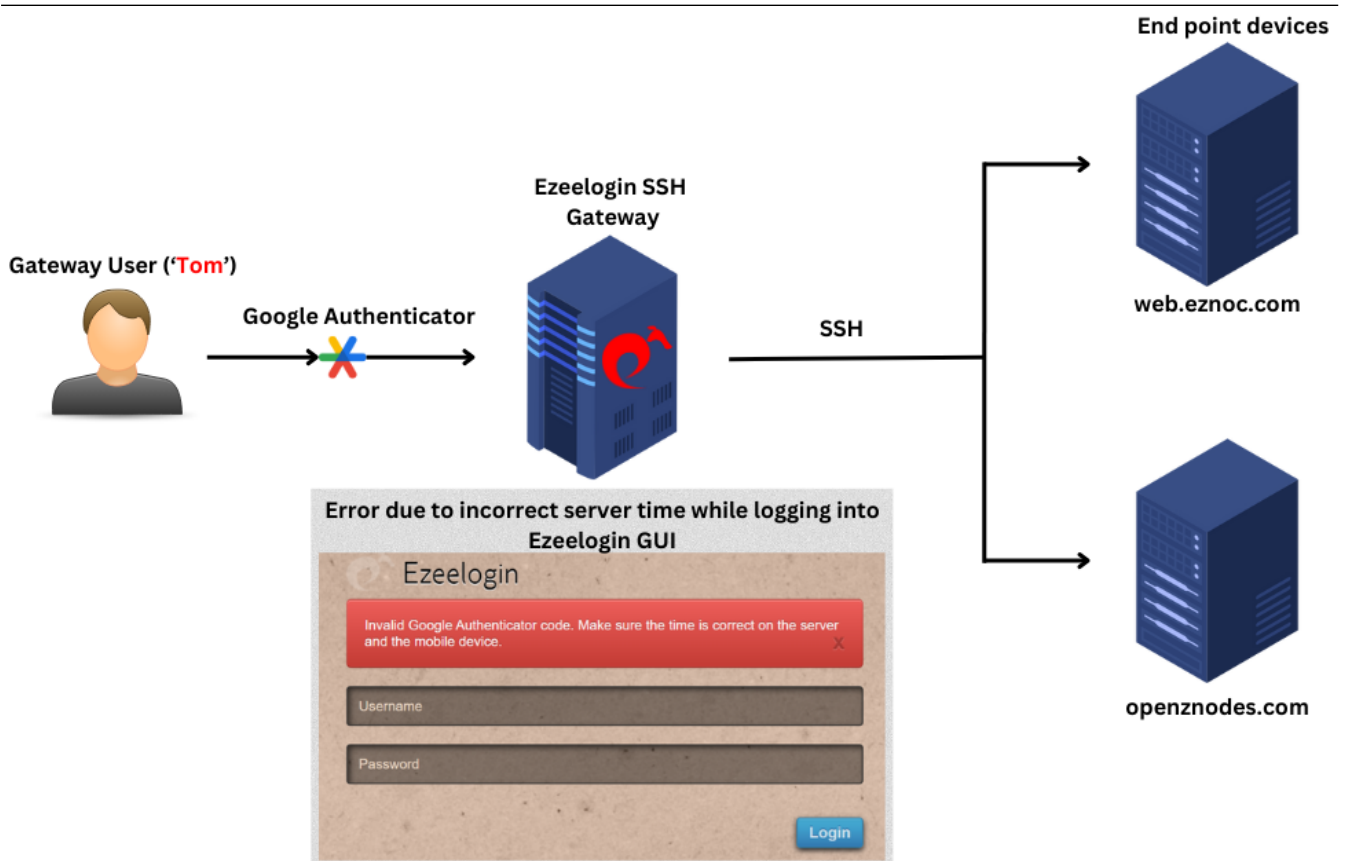 End point devices
Ezeelogin SSH
Gateway
Gateway User (‘Tom’)
Google Authenticator
SSH
web.eznoc.com
Error due to incorrect server time while logging into
Ezeelogin GUI
Ezeelogin
Invalid Google Authenticator code. Make sure the time is correct on the server
and the mobile device.
X
Username
Password
Login
openznodes.com